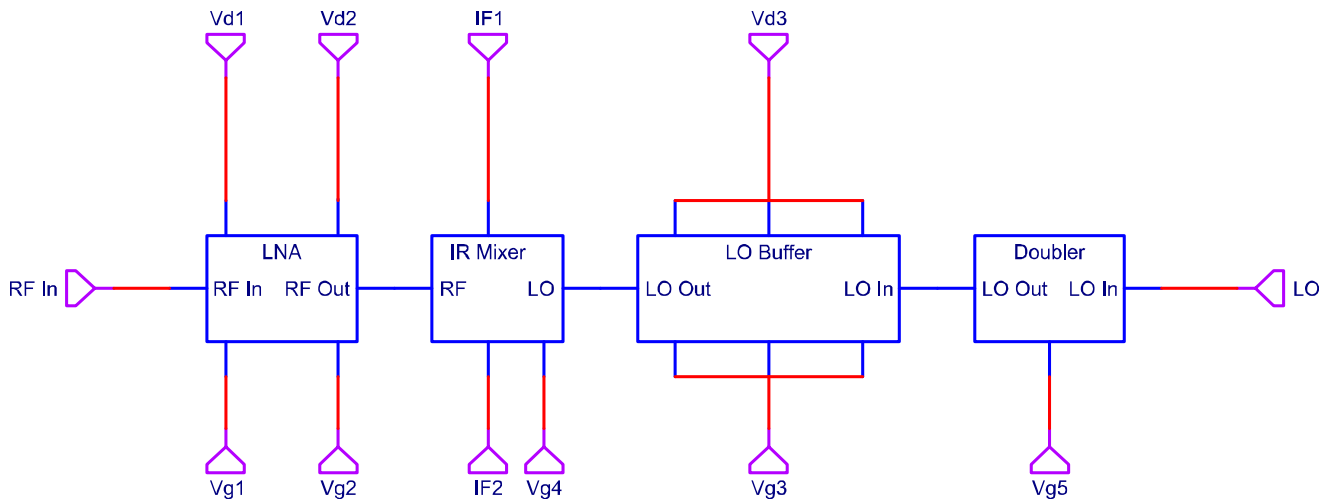 Vd1 Vd2 IF1 Vd3
LNA IR Mixer LO Buffer Doubler
RF In RF In RF Out RF LO LO Out LO In LO Out LO In LO
Vg1 Vg2 IF2 Vg4 Vg3 Vg5